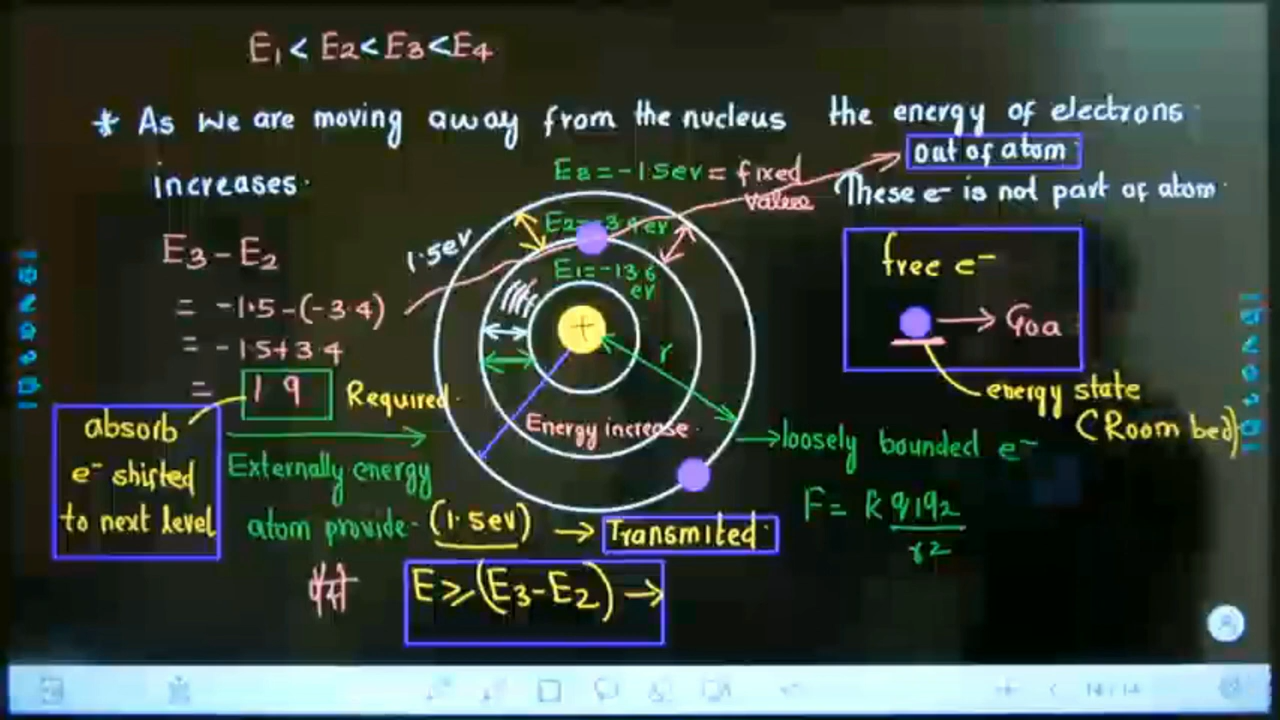 E1 < E2 < E3 < E4
* As we are moving away from the nucleus the energy of electrons
increases.
out of atom
These e- is not part of atom
E3 = -1.5ev = fixed
values
E2 = -3.4 ev
E1 = -13.6
ev
1.5ev
E3 - E2
= -1.5 - (-3.4)
= -1.5 + 3.4
= 1 9 Required
+
r
Energy increase
free e-
→ Goa
energy state
(Room bed)
absorb
e- shifted
to next level
Externally energy
atom provide (1.5ev) → Transmited
→ loosely bounded e-
F = k q1q2
r2
E ≥ (E3 - E2) →
14/14